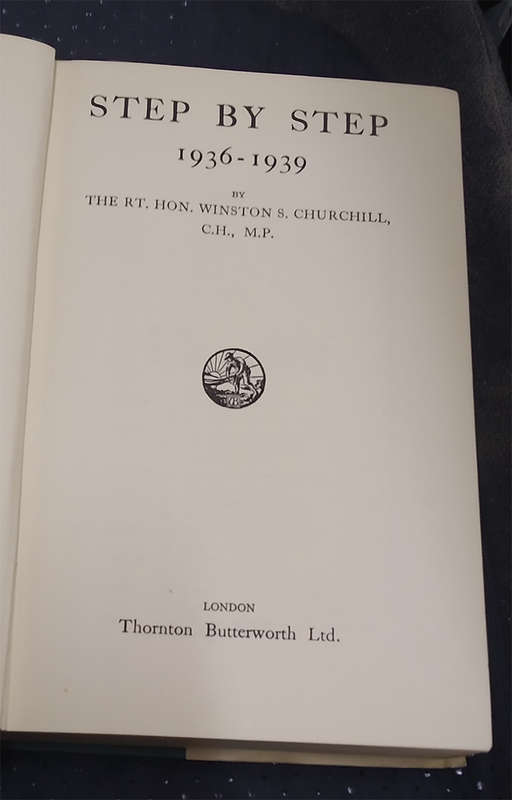 STEP BY STEP
1936-1939
BY
THE RT. HON. WINSTON S. CHURCHILL,
C.H., M.P.
LONDON
Thornton Butterworth Ltd.